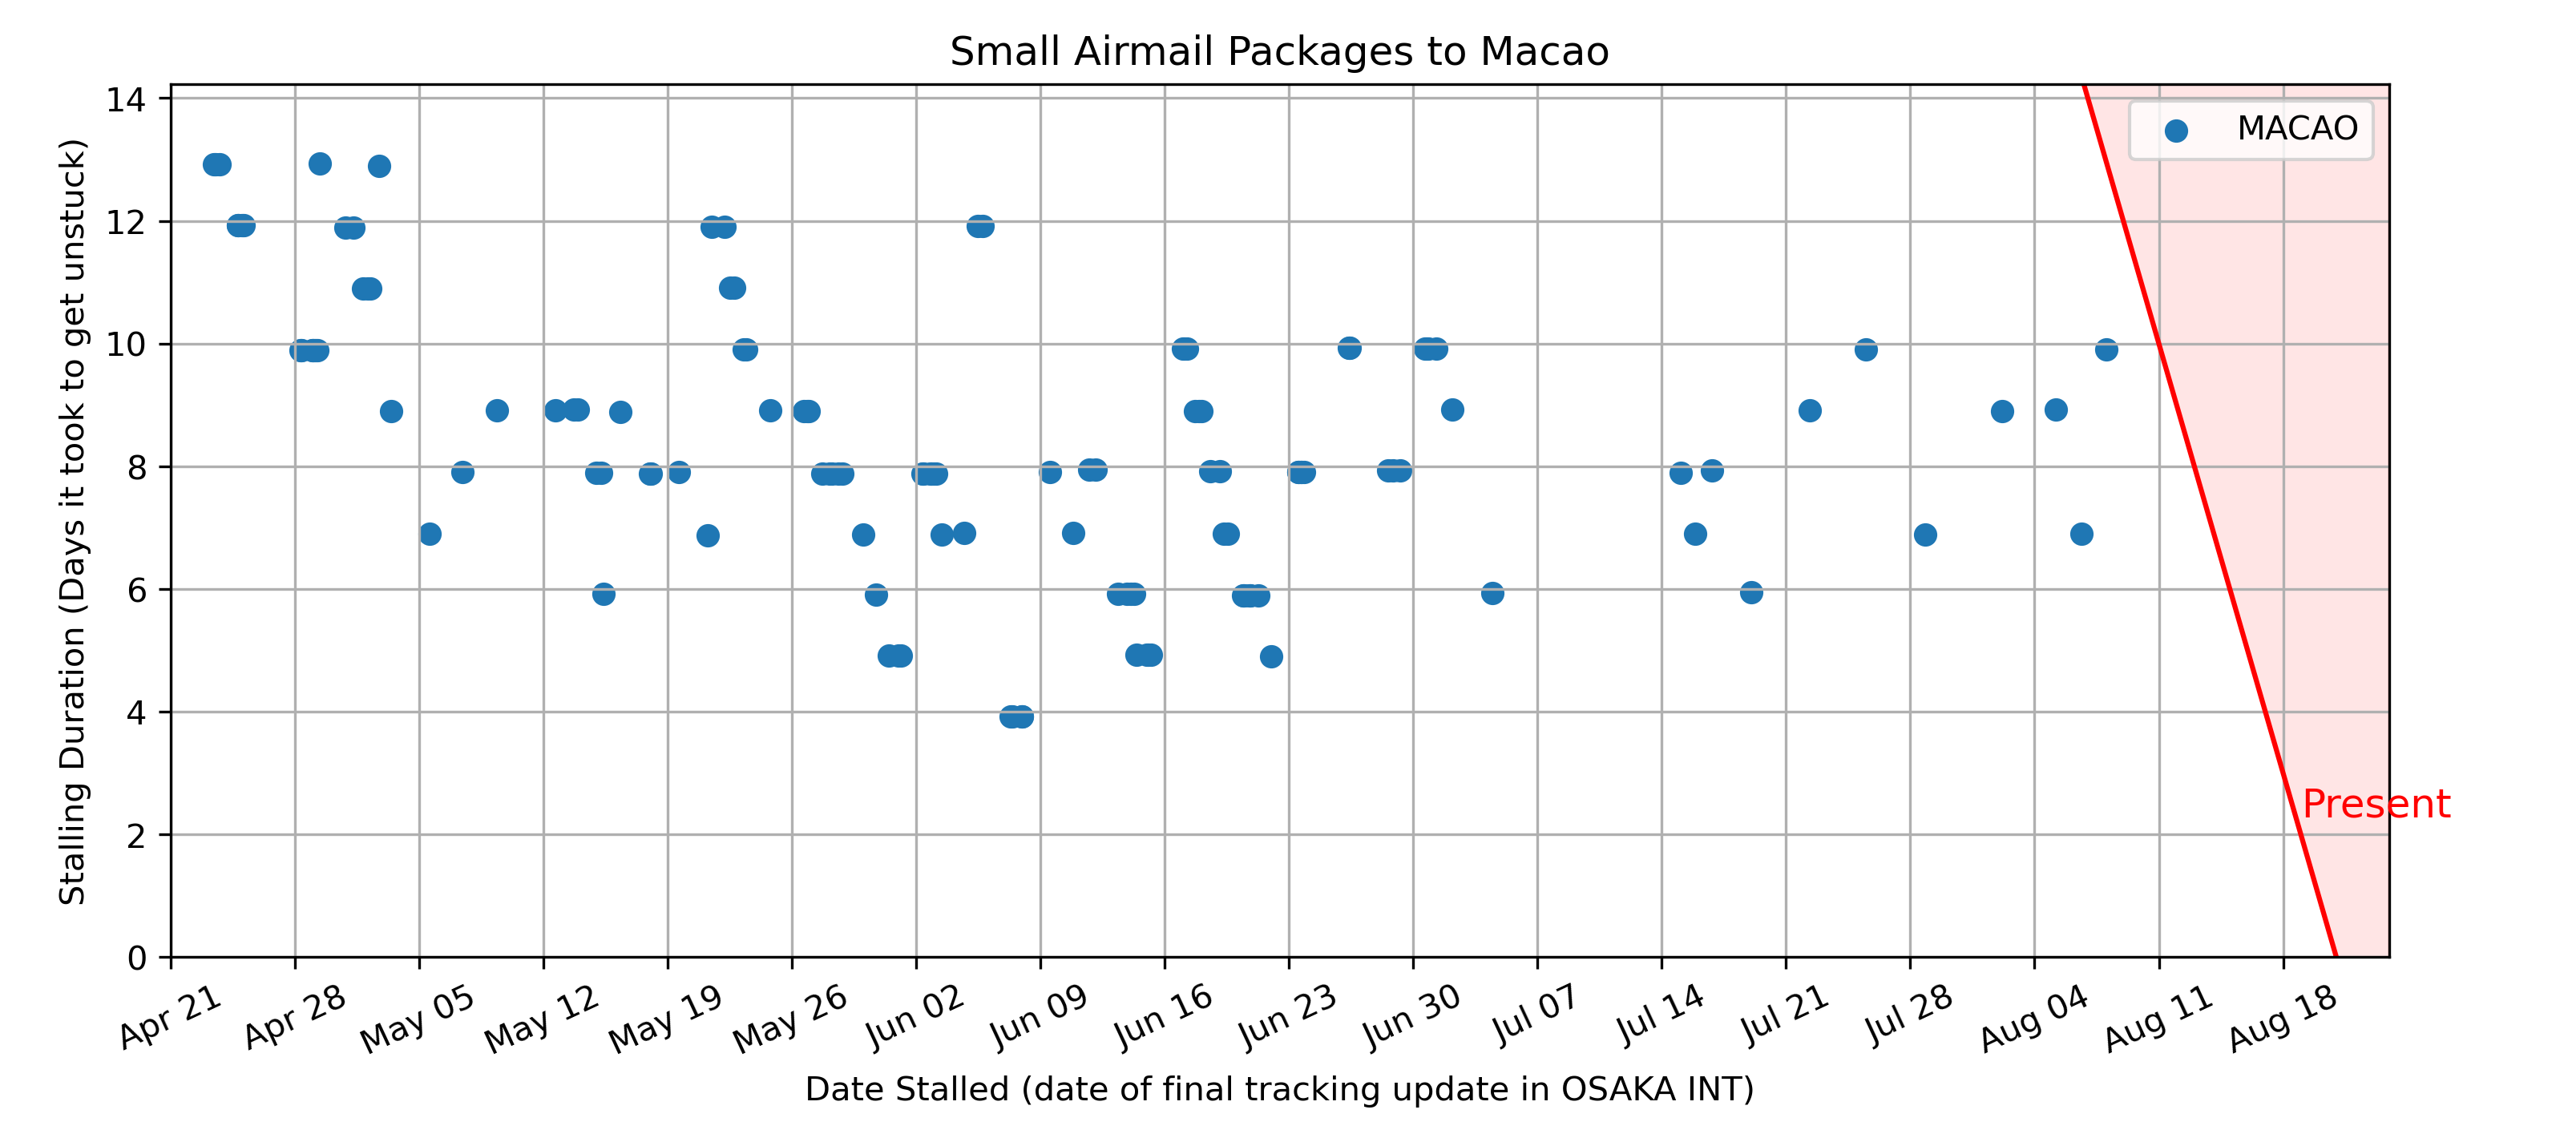 Small Airmail Packages to Macao
Stalling Duration (Days it took to get unstuck)
14
12
10
8
6
4
2
0
MACAO
Present
Apr 21
Apr 28
May 05
May 12
May 19
May 26
Jun 02
Jun 09
Jun 16
Jun 23
Jun 30
Jul 07
Jul 14
Jul 21
Jul 28
Aug 04
Aug 11
Aug 18
Date Stalled (date of final tracking update in OSAKA INT)